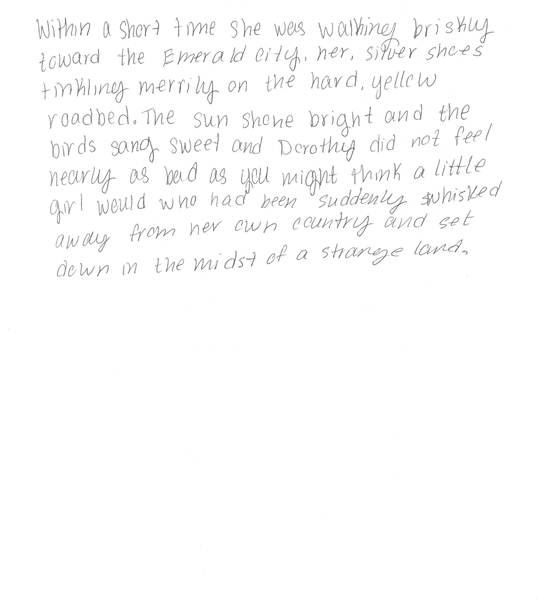 Within a short time she was walking briskly
toward the Emerald City, her, silver shoes
tinkling merrily on the hard, yellow
roadbed. The sun shone bright and the
birds sang sweet and Dorothy did not feel
nearly as bad as you might think a little
girl would who had been suddenly whisked
away from her own country and set
down in the midst of a strange land.